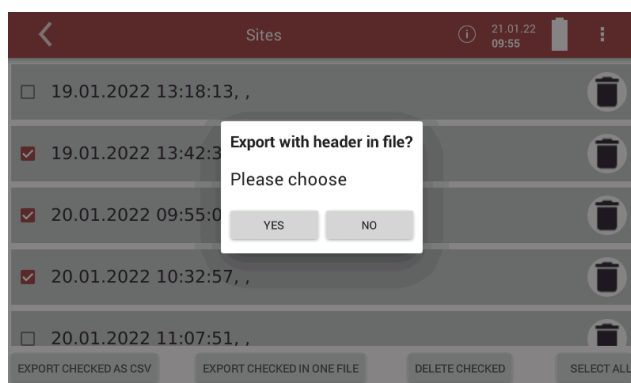 Sites
21.01.22
09:55
19.01.2022 13:18:13, ,
19.01.2022 13:42:3
Export with header in file?
Please choose
20.01.2022 09:55:0
YES NO
20.01.2022 10:32:57, ,
20.01.2022 11:07:51, ,
EXPORT CHECKED AS CSV EXPORT CHECKED IN ONE FILE DELETE CHECKED SELECT ALL